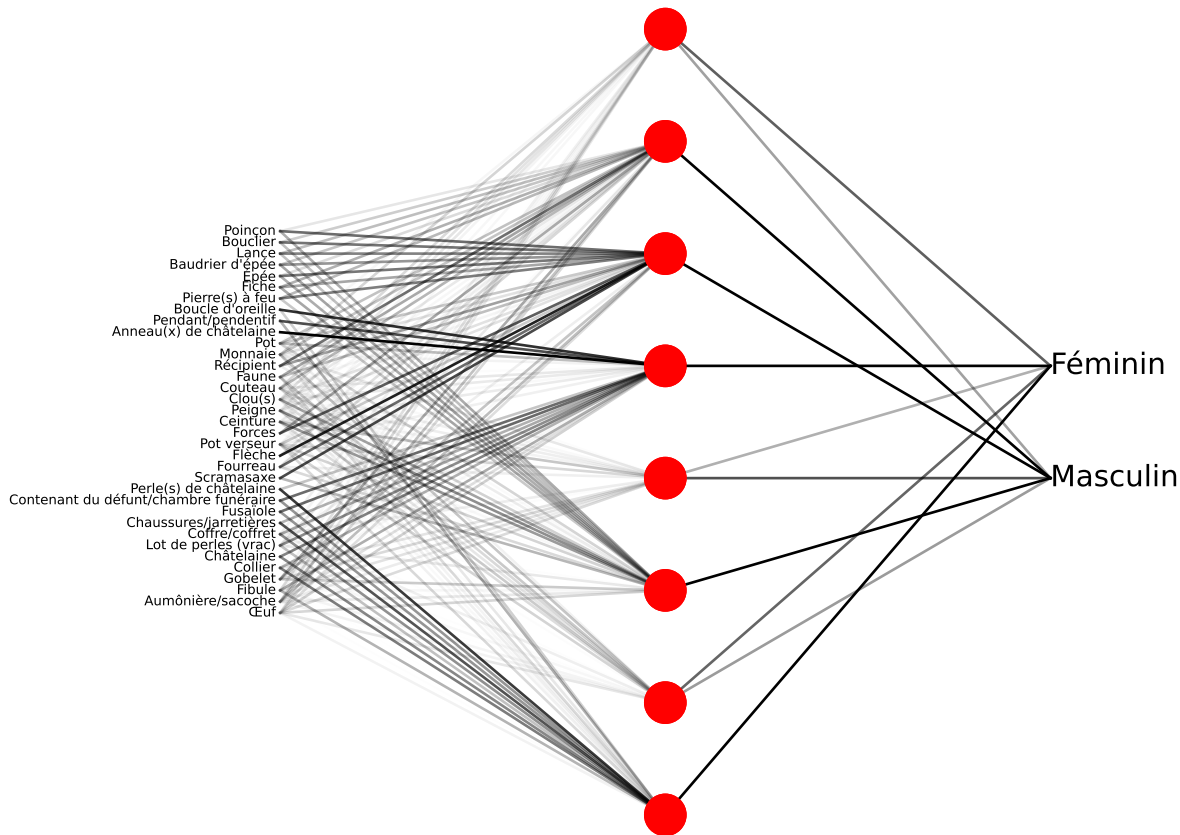 Poinçon
Bouclier
Lance
Baudrier d'épée
Epée
Fiche
Pierre(s) à feu
Boucle d'oreille
Pendant/pendentif
Anneau(x) de châtelaine
Pot
Monnaie
Récipient
Faune
Couteau
Clou(s)
Peigne
Ceinture
Forces
Pot verseur
Flèche
Fourreau
Scramasaxe
Perle(s) de châtelaine
Contenant du défunt/chambre funéraire
Fusaïole
Chaussures/jarretières
Coffre/coffret
Lot de perles (vrac)
Châtelaine
Collier
Gobelet
Fibule
Aumônière/sacoche
Œuf
Féminin
Masculin